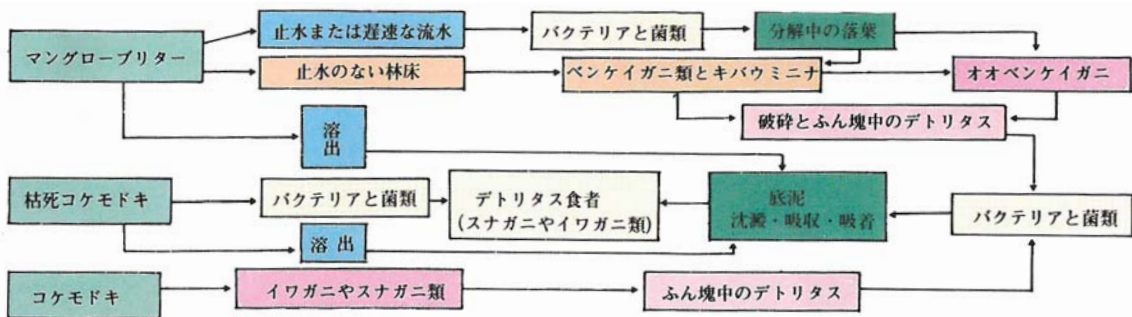 止水または遅速な流水
バクテリアと菌類
分解中の落葉
マングローブリター
止水のない林床
ベンケイガニ類とキバウミニナ
オオベンケイガニ
破砕とふん塊中のデトリタス
溶
出
枯死コケモドキ
バクテリアと菌類
デトリタス食者
(スナガニやイワガニ類)
底泥
沈澱・吸収・吸着
バクテリアと菌類
溶 出
コケモドキ
イワガニやスナガニ類
ふん塊中のデトリタス